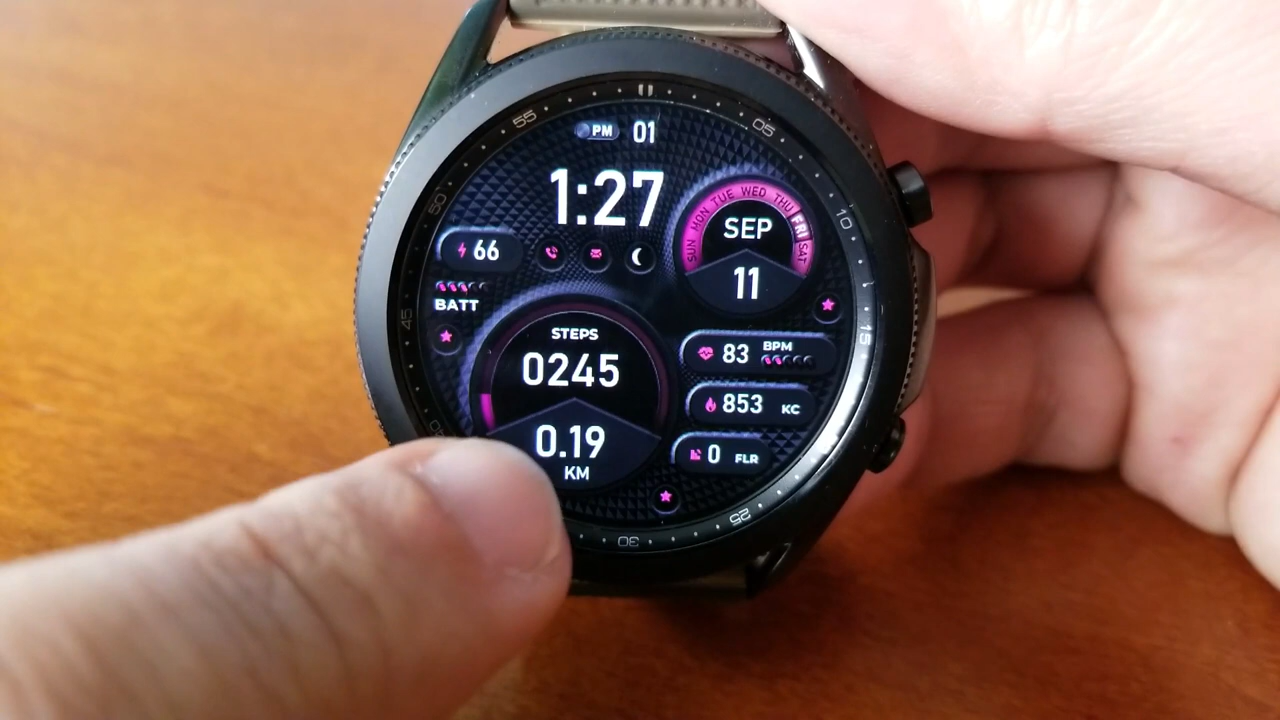 55
05
PM 01
1:27
50
10
SUN MON TUE WED THU FRI SAT
SEP
11
66
BATT
45
15
STEPS
0245
83 BPM
853 KC
0.19
KM
0 FLR
25
30